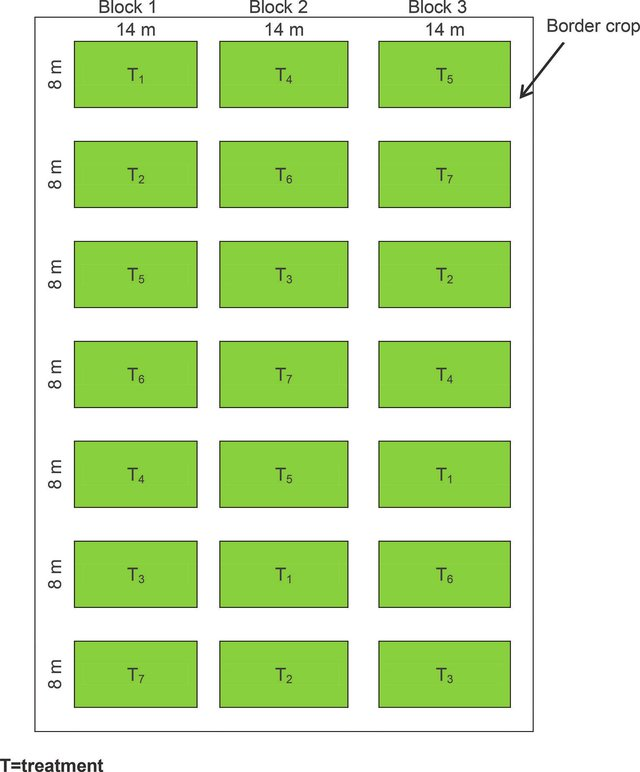 Block 1 Block 2 Block 3
14 m 14 m 14 m Border crop
8 m T₁ T₄ T₅
8 m T₂ T₆ T₇
8 m T₅ T₃ T₂
8 m T₆ T₇ T₄
8 m T₄ T₅ T₁
8 m T₃ T₁ T₆
8 m T₇ T₂ T₃
T=treatment